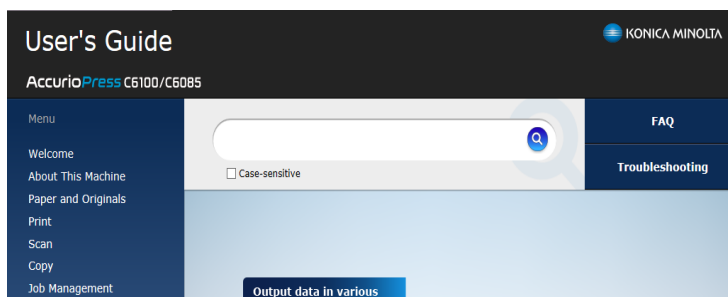 User's Guide
KONICA MINOLTA
AccurioPress C6100/C6085
Menu
Welcome
About This Machine
Paper and Originals
Print
Scan
Copy
Job Management
Case-sensitive
FAQ
Troubleshooting
Output data in various